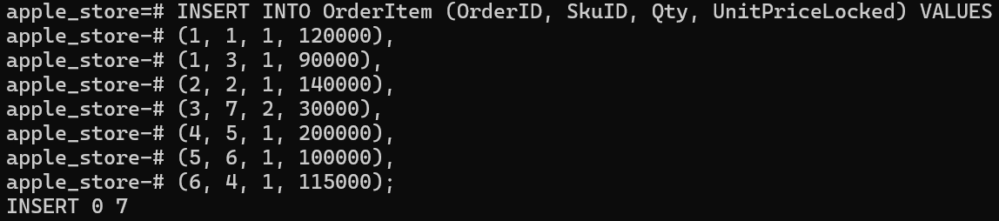 apple_store=# INSERT INTO OrderItem (OrderID, SkuID, Qty, UnitPriceLocked) VALUES
apple_store-# (1, 1, 1, 120000),
apple_store-# (1, 3, 1, 90000),
apple_store-# (2, 2, 1, 140000),
apple_store-# (3, 7, 2, 30000),
apple_store-# (4, 5, 1, 200000),
apple_store-# (5, 6, 1, 100000),
apple_store-# (6, 4, 1, 115000);
INSERT 0 7